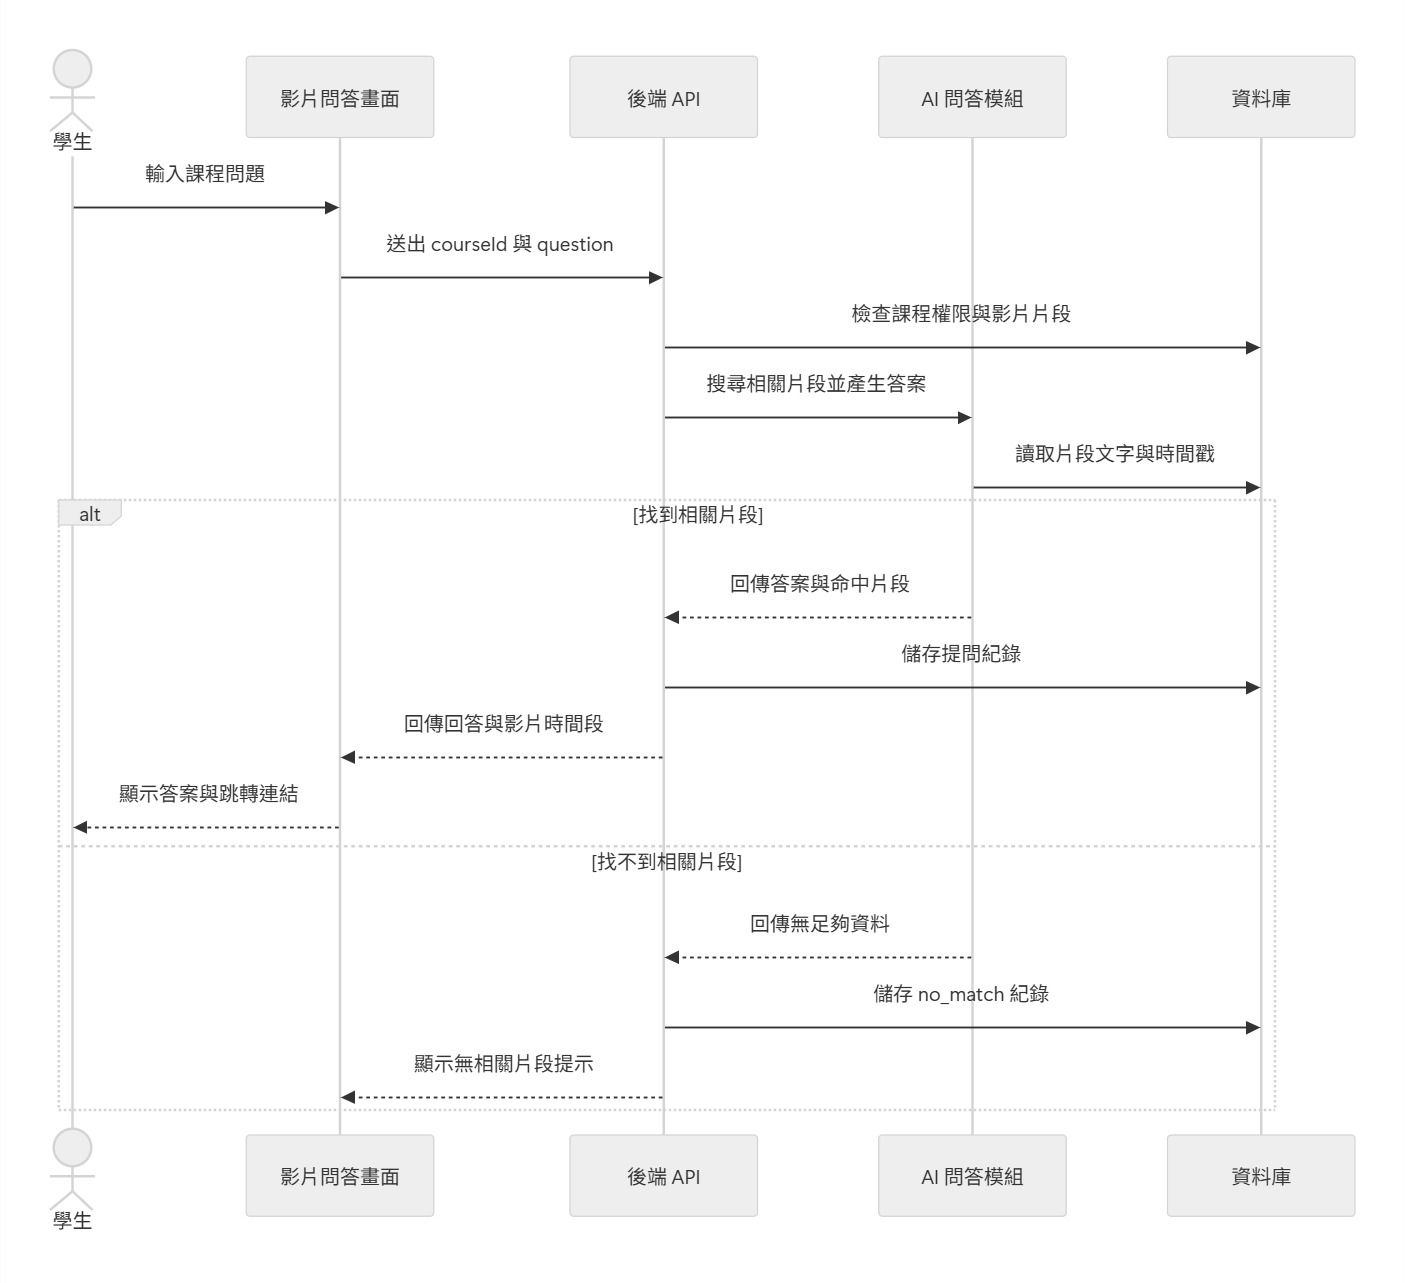 學生
影片問答畫面
後端 API
AI 問答模組
資料庫
輸入課程問題
送出 courseId 與 question
檢查課程權限與影片片段
搜尋相關片段並產生答案
讀取片段文字與時間戳
alt
[找到相關片段]
回傳答案與命中片段
儲存提問紀錄
回傳回答與影片時間段
顯示答案與跳轉連結
[找不到相關片段]
回傳無足夠資料
儲存 no_match 紀錄
顯示無相關片段提示
學生
影片問答畫面
後端 API
AI 問答模組
資料庫